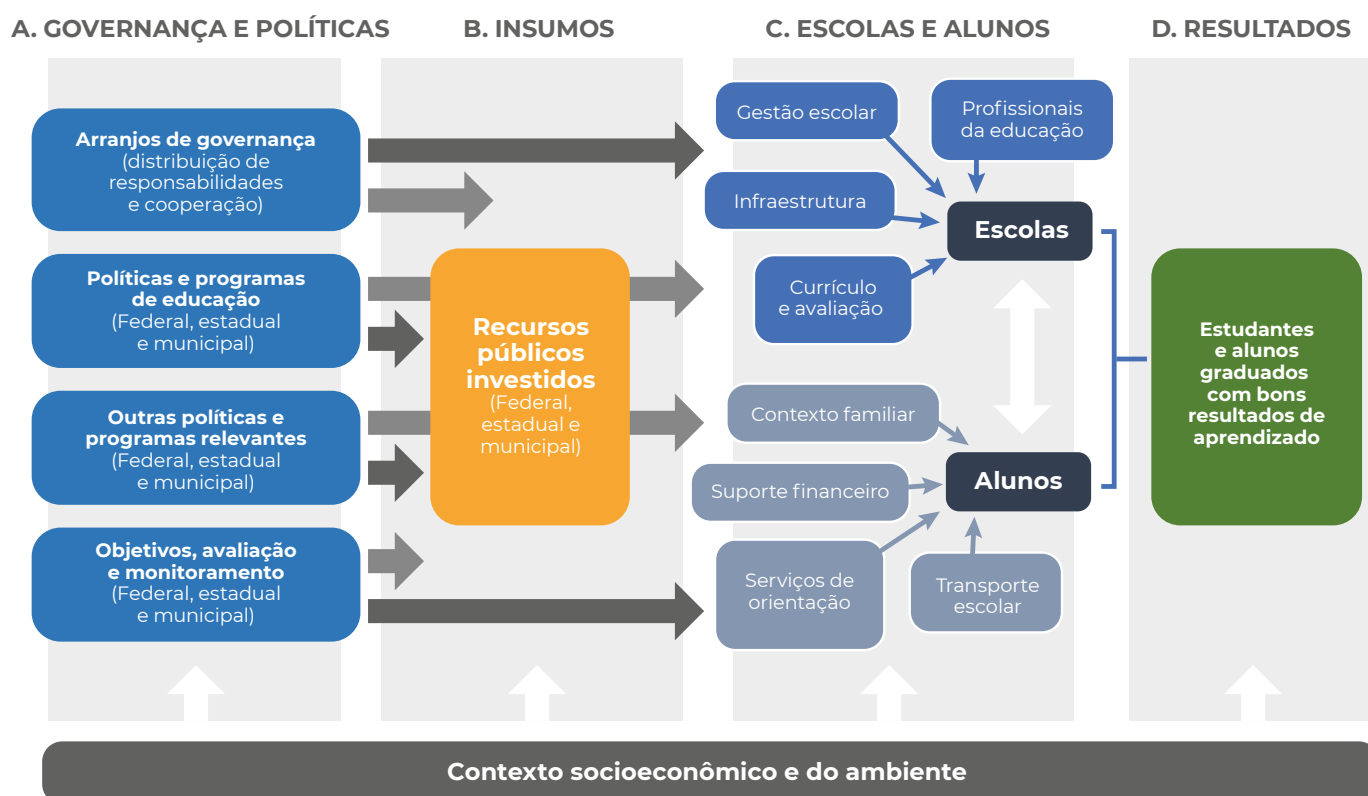 A. GOVERNANÇA E POLÍTICAS
B. INSUMOS
C. ESCOLAS E ALUNOS
D. RESULTADOS
Arranjos de governança
(distribuição de
responsabilidades
e cooperação)
Políticas e programas
de educação
(Federal, estadual
e municipal)
Outras políticas e
programas relevantes
(Federal, estadual
e municipal)
Objetivos, avaliação
e monitoramento
(Federal, estadual
e municipal)
Recursos
públicos
investidos
(Federal,
estadual e
municipal)
Gestão escolar
Profissionais
da educação
Infraestrutura
Escolas
Currículo
e avaliação
Contexto familiar
Suporte financeiro
Alunos
Serviços de
orientação
Transporte
escolar
Estudantes
e alunos
graduados
com bons
resultados de
aprendizado
Contexto socioeconômico e do ambiente